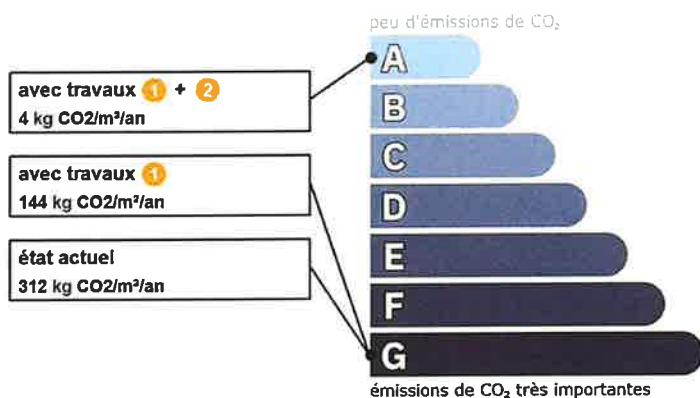 peu d'émissions de CO₂
A
avec travaux 1 + 2
4 kg CO2/m²/an
B
C
avec travaux 1
144 kg CO2/m²/an
D
état actuel
312 kg CO2/m²/an
E
F
G
émissions de CO₂ très importantes